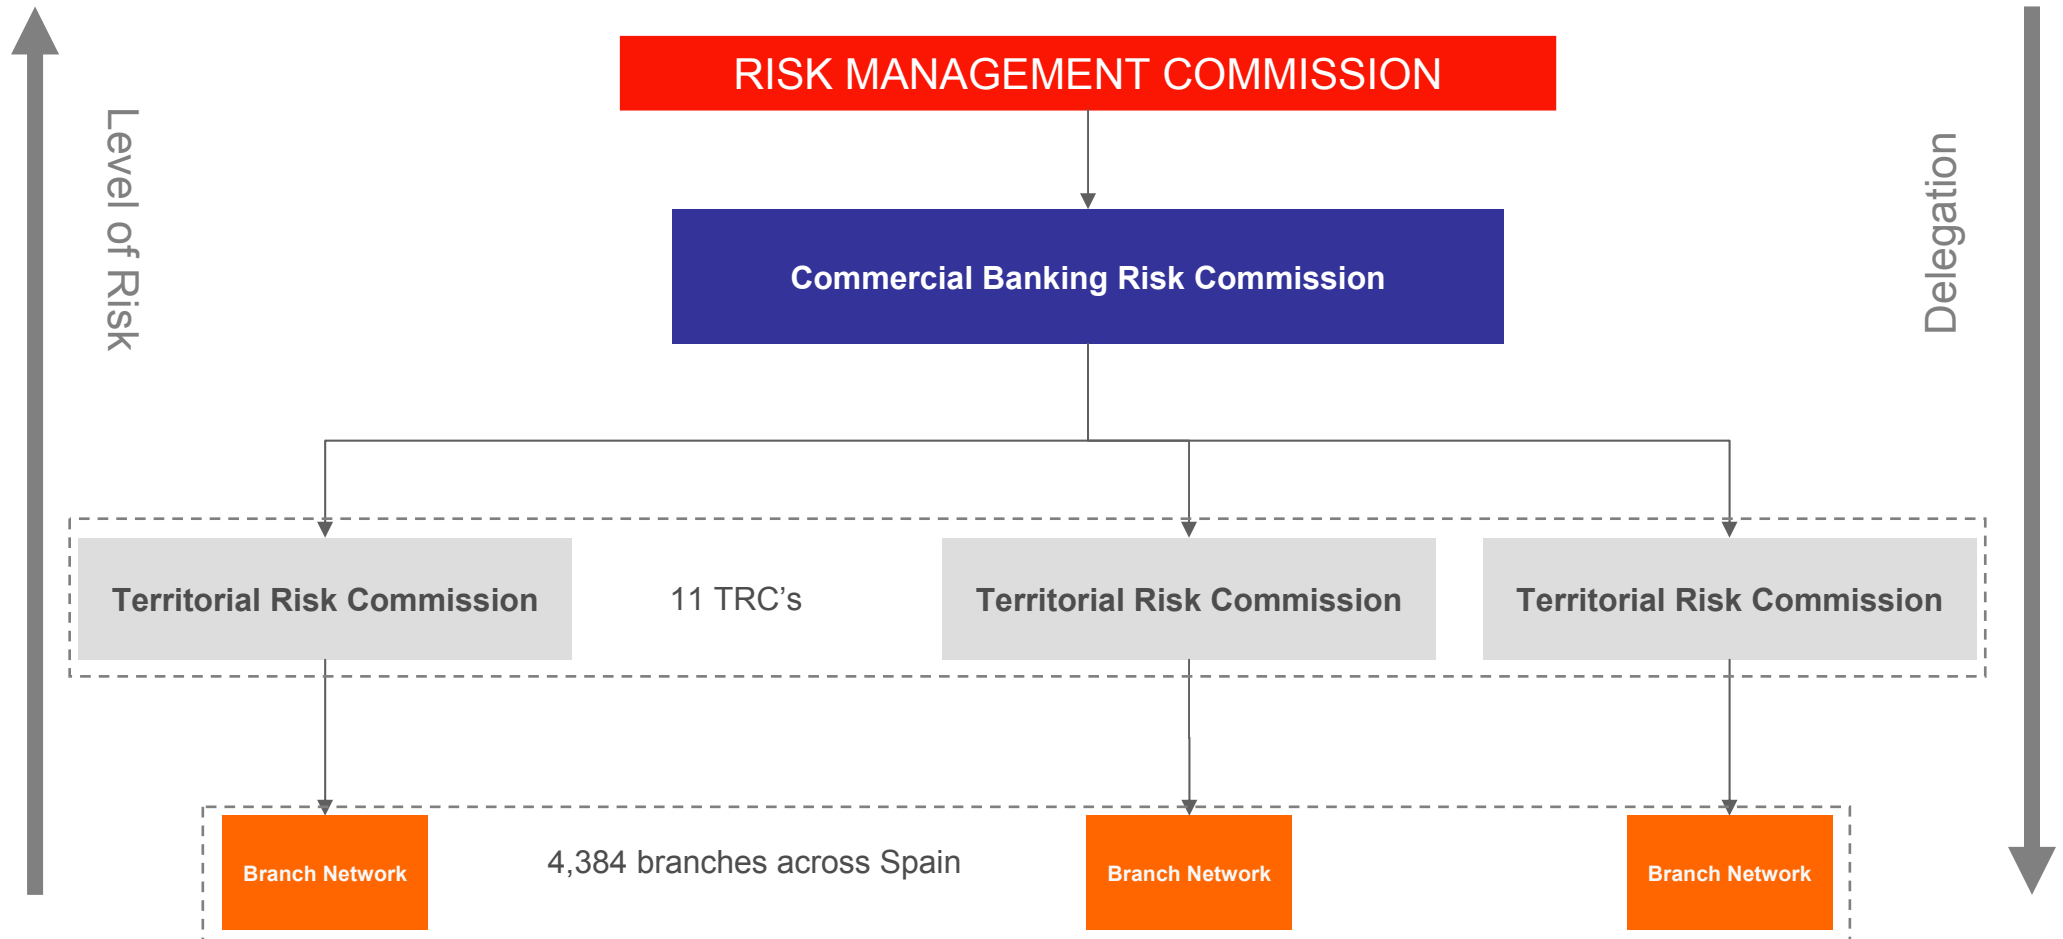 RISK MANAGEMENT COMMISSION
Level of Risk
Delegation
Commercial Banking Risk Commission
Territorial Risk Commission
11 TRC’s
Territorial Risk Commission
Territorial Risk Commission
Branch Network
4,384 branches across Spain
Branch Network
Branch Network